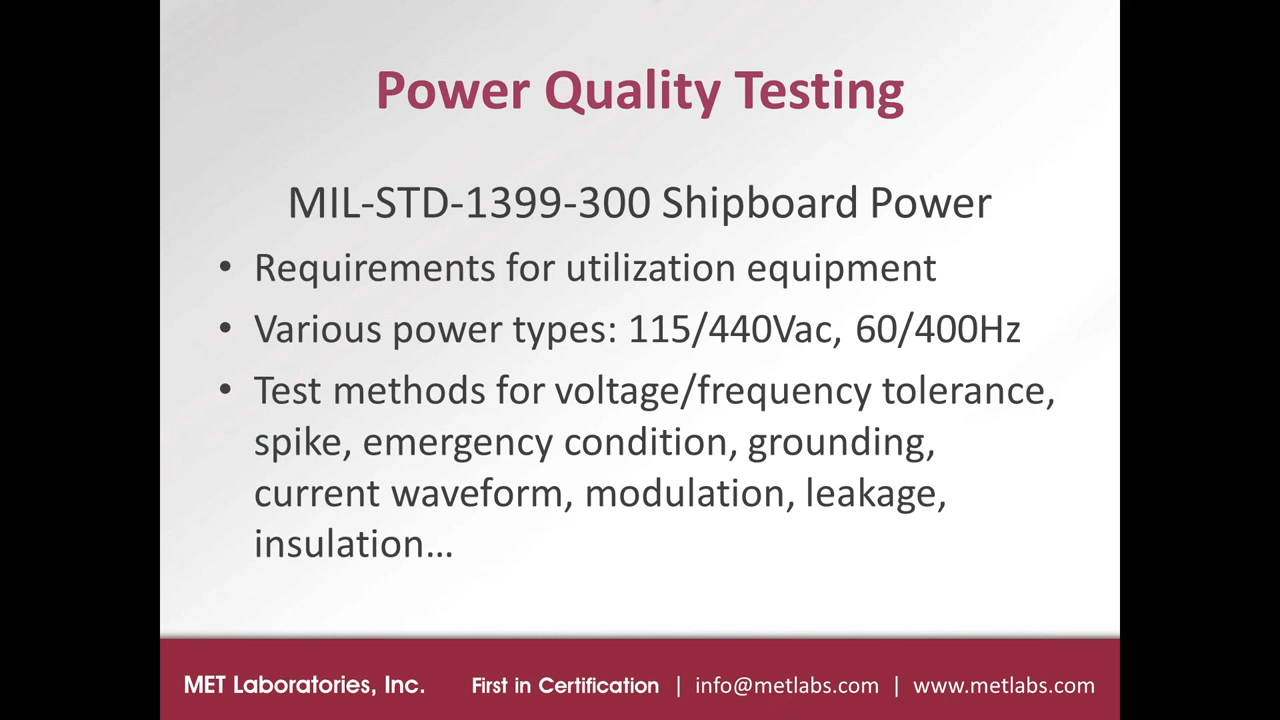 Power Quality Testing
MIL-STD-1399-300 Shipboard Power
• Requirements for utilization equipment
• Various power types: 115/440Vac, 60/400Hz
• Test methods for voltage/frequency tolerance,
spike, emergency condition, grounding,
current waveform, modulation, leakage,
insulation...
MET Laboratories, Inc. First in Certification | info@metlabs.com | www.metlabs.com